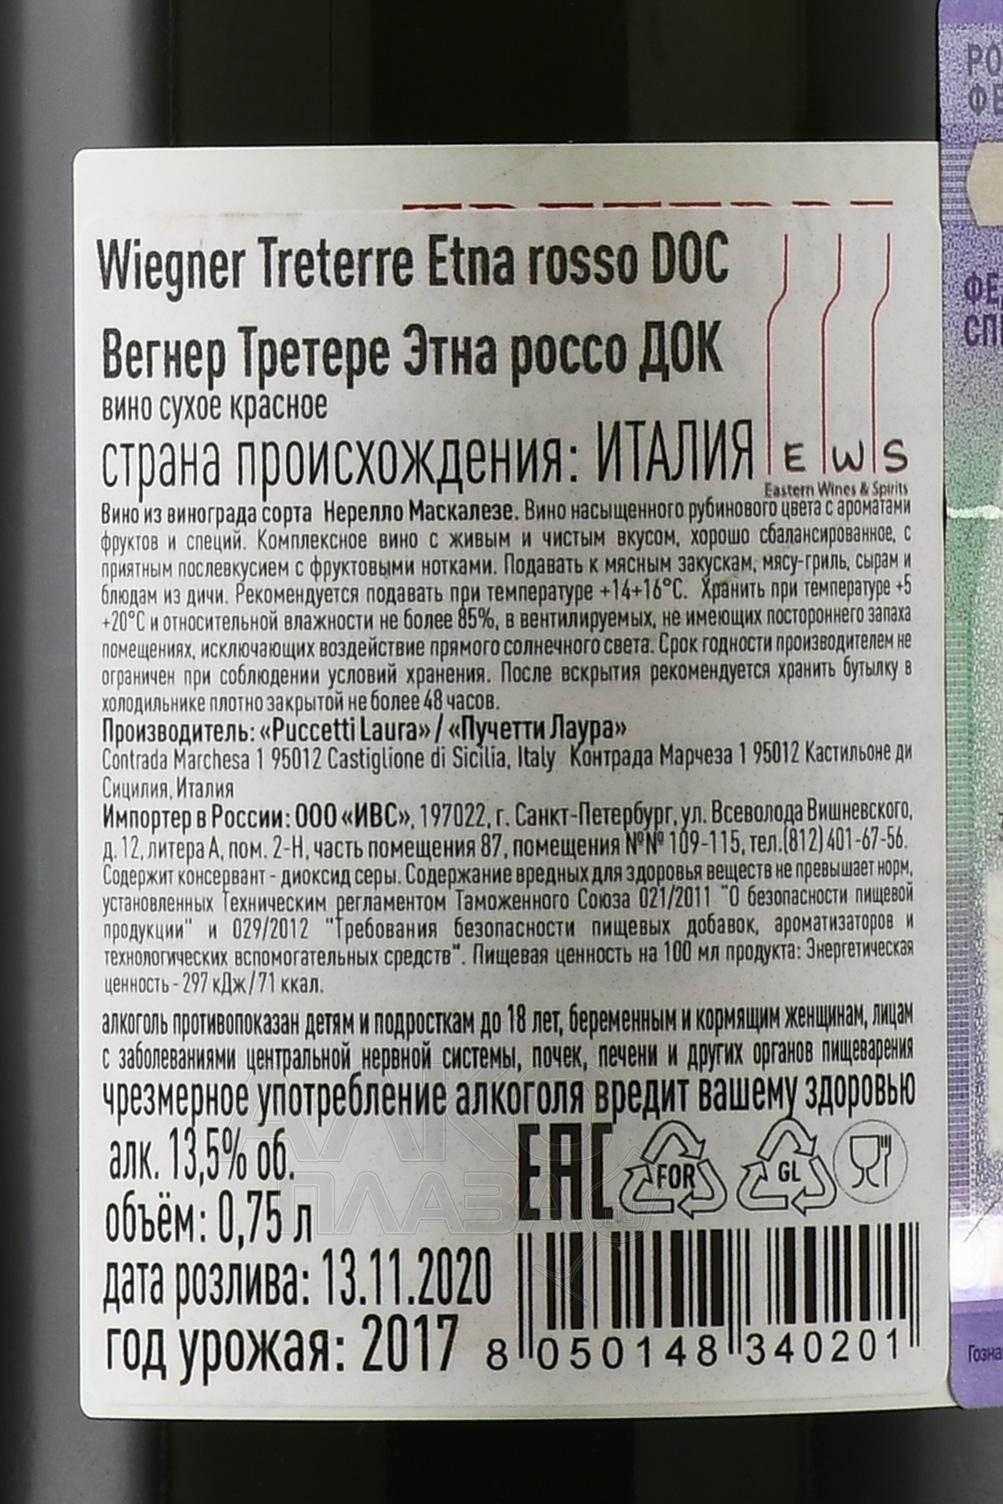 Wiegner Treterre Etna rosso DOC
Вегнер Третере Этна россо ДОК
вино сухое красное
страна происхождения: ИТАЛИЯ
E W S
Eastern Wines & Spirits
Вино из винограда сорта Нерелло Маскалезе. Вино насыщенного рубинового цвета с ароматами
фруктов и специй. Комплексное вино с живым и чистым вкусом, хорошо сбалансированное, с
приятным послевкусием с фруктовыми нотками. Подавать к мясным закускам, мясу-гриль, сырам и
блюдам из дичи. Рекомендуется подавать при температуре +14+16°С. Хранить при температуре +5
+20°С и относительной влажности не более 85%, в вентилируемых, не имеющих постороннего запаха
помещениях, исключающих воздействие прямого солнечного света. Срок годности производителем не
ограничен при соблюдении условий хранения. После вскрытия рекомендуется хранить бутылку в
холодильнике плотно закрытой не более 48 часов.
Производитель: «Puccetti Laura» / «Пучетти Лаура»
Contrada Marchesa 1 95012 Castiglione di Sicilia, Italy Контрада Марчеза 1 95012 Кастильоне ди
Сицилия, Италия
Импортер в России: ООО «ИВС», 197022, г. Санкт-Петербург, ул. Всеволода Вишневского,
д. 12, литера А, пом. 2-Н, часть помещения 87, помещения №№ 109-115, тел.(812) 401-67-56.
Содержит консервант - диоксид серы. Содержание вредных для здоровья веществ не превышает норм,
установленных Техническим регламентом Таможенного Союза 021/2011 "О безопасности пищевой
продукции" и 029/2012 "Требования безопасности пищевых добавок, ароматизаторов и
технологических вспомогательных средств". Пищевая ценность на 100 мл продукта: Энергетическая
ценность - 297 кДж/71 ккал.
алкоголь противопоказан детям и подросткам до 18 лет, беременным и кормящим женщинам, лицам
с заболеваниями центральной нервной системы, почек, печени и других органов пищеварения
чрезмерное употребление алкоголя вредит вашему здоровью
алк. 13,5% об.
EAC FOR GL
объём: 0,75 л
дата розлива: 13.11.2020
год урожая: 2017
8 050148 340201
АЛКО
ПЛАЗА